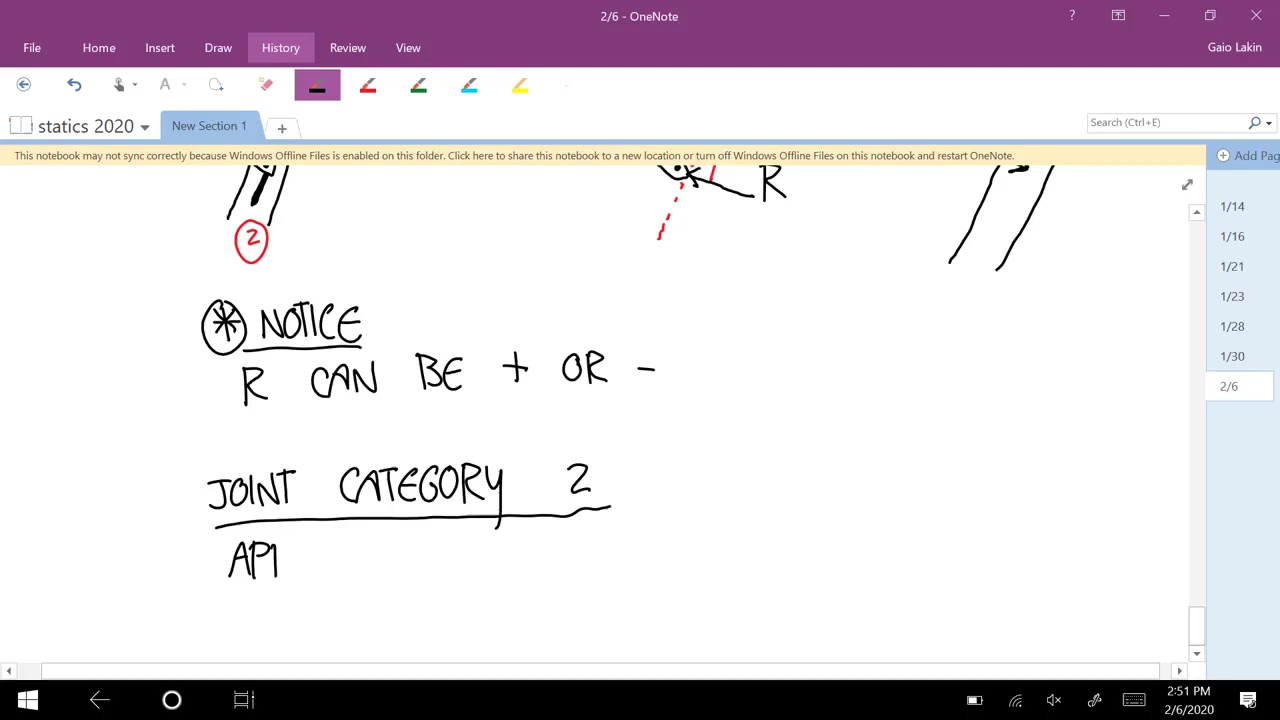 2/6 - OneNote
?
File Home Insert Draw History Review View
Gaio Lakin
A
statics 2020 New Section 1 +
Search (Ctrl+E)
This notebook may not sync correctly because Windows Offline Files is enabled on this folder. Click here to share this notebook to a new location or turn off Windows Offline Files on this notebook and restart OneNote.
Add Pag
R
2
1/14
1/16
1/21
1/23
1/28
1/30
2/6
* NOTICE
R CAN BE + OR -
JOINT CATEGORY 2
API
2:51 PM
2/6/2020